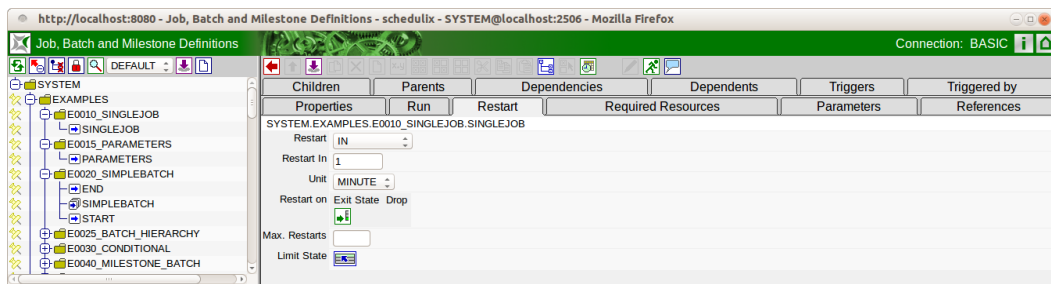 http://localhost:8080 - Job, Batch and Milestone Definitions - schedulix - SYSTEM@localhost:2506 - Mozilla Firefox
Job, Batch and Milestone Definitions
Connection: BASIC
DEFAULT
SYSTEM
EXAMPLES
E0010_SINGLEJOB
SINGLEJOB
E0015_PARAMETERS
PARAMETERS
E0020_SIMPLEBATCH
END
SIMPLEBATCH
START
E0025_BATCH_HIERARCHY
E0030_CONDITIONAL
E0040_MILESTONE_BATCH
Children Parents Dependencies Dependents Triggers Triggered by
Properties Run Restart Required Resources Parameters References
SYSTEM.EXAMPLES.E0010_SINGLEJOB.SINGLEJOB
Restart IN
Restart In 1
Unit MINUTE
Restart on Exit State Drop
Max. Restarts
Limit State